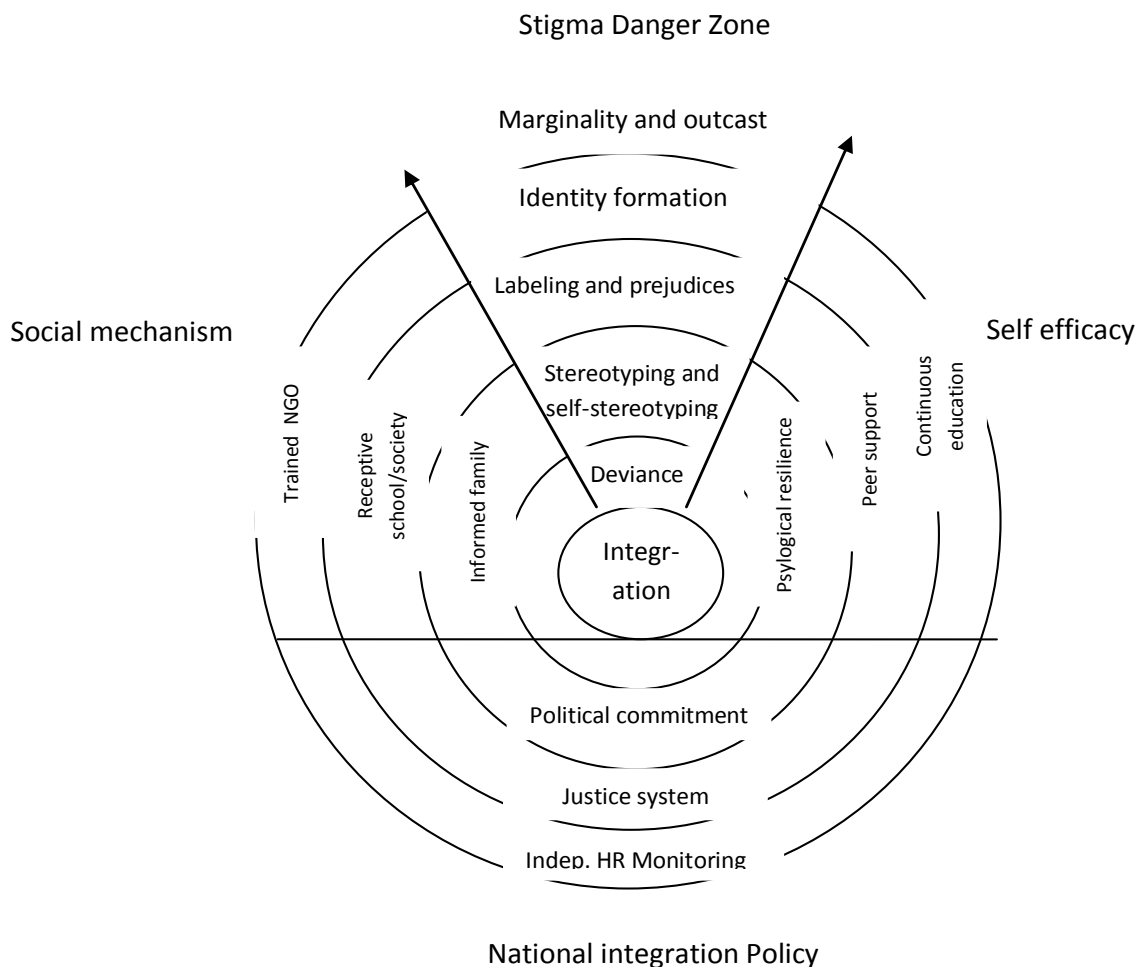 Stigma Danger Zone
Marginality and outcast
Identity formation
Labeling and prejudices
Social mechanism
Self efficacy
Stereotyping and
self-stereotyping
Trained NGO
Receptive
school/society
Informed family
Deviance
Integr-
ation
Psylogical resilience
Peer support
Continuous
education
Political commitment
Justice system
Indep. HR Monitoring
National integration Policy